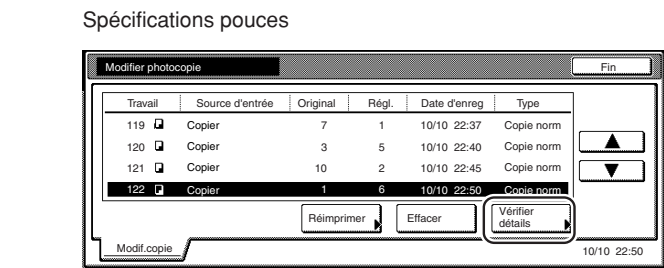 Spécifications pouces
Modifier photocopie Fin
Travail Source d'entrée Original Régl. Date d'enreg Type
119 Copier 7 1 10/10 22:37 Copie norm
120 Copier 3 5 10/10 22:40 Copie norm
121 Copier 10 2 10/10 22:45 Copie norm
122 Copier 1 6 10/10 22:50 Copie norm
Réimprimer Effacer Vérifier
détails
Modif.copie 10/10 22:50